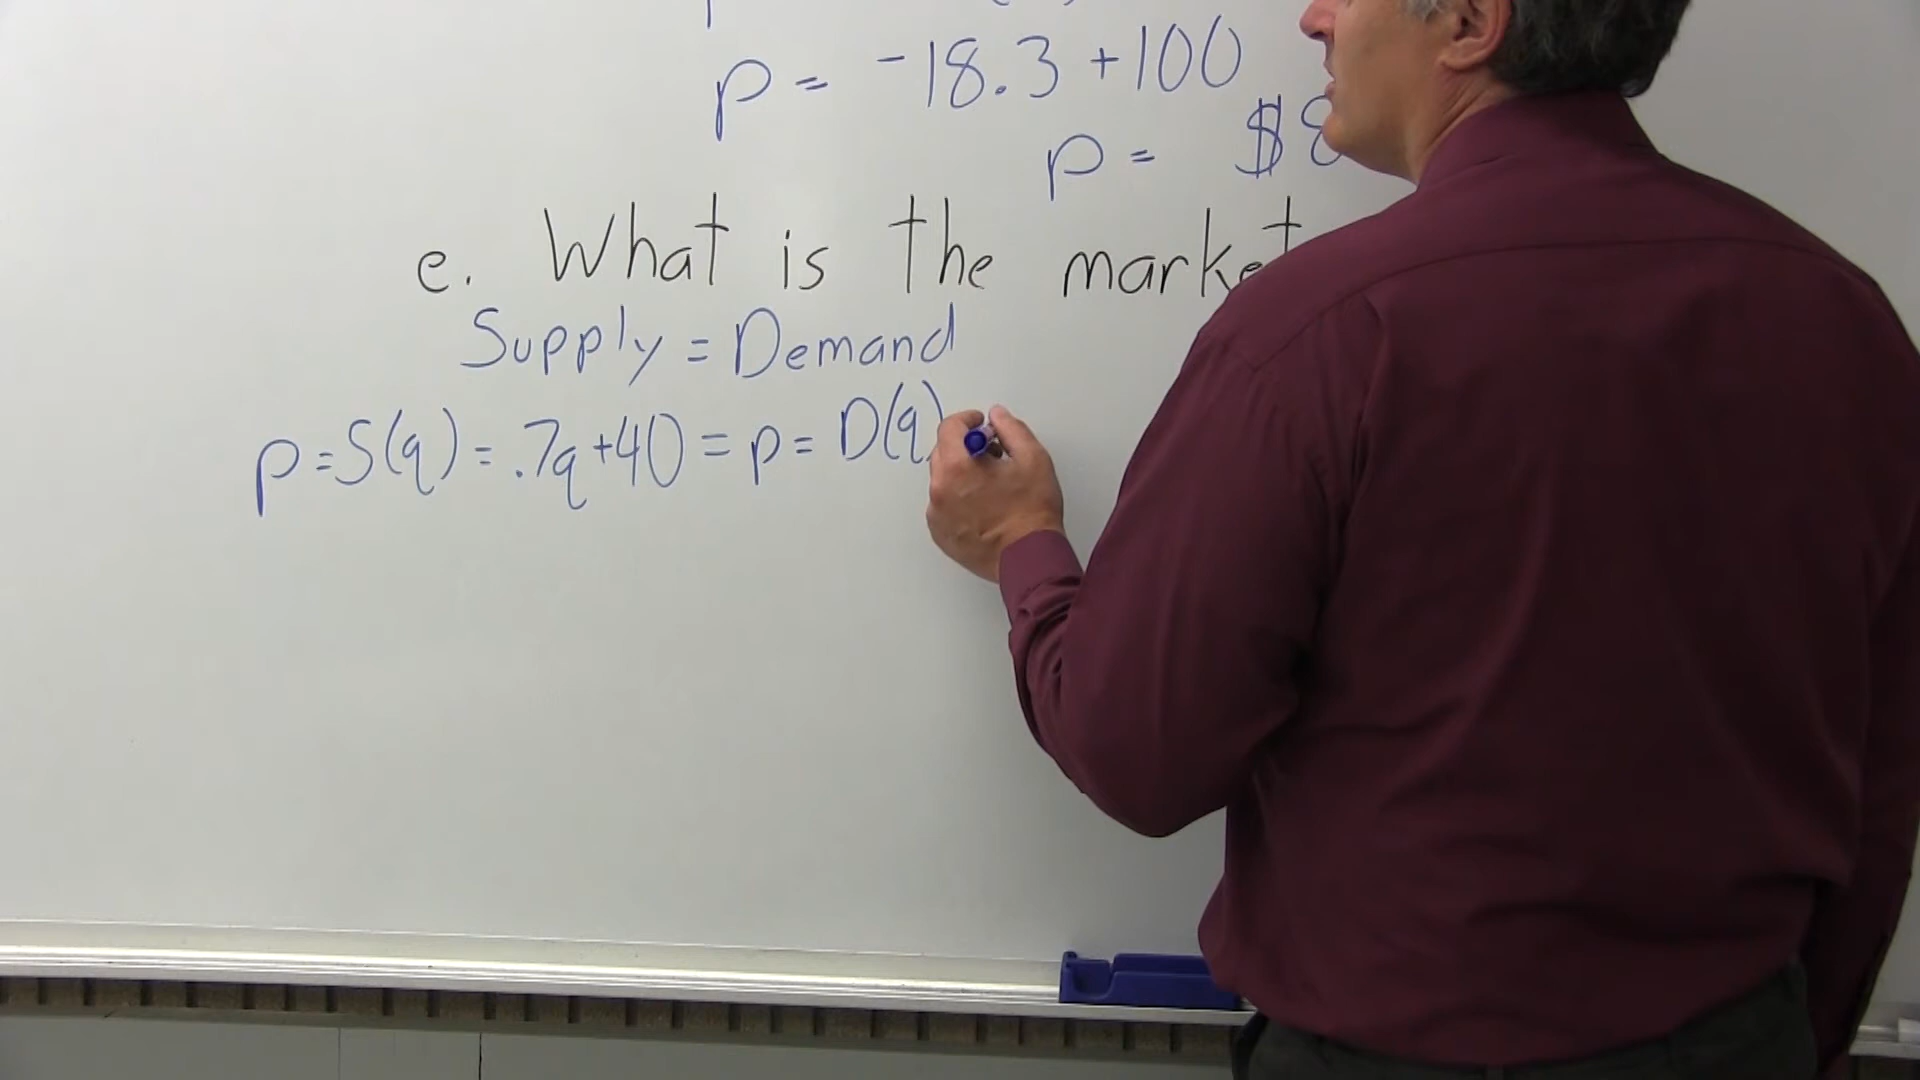 p = -18.3 +100
p = $8
e. What is the market
Supply = Demand
p = S(q) = .7q+40 = p = D(q)